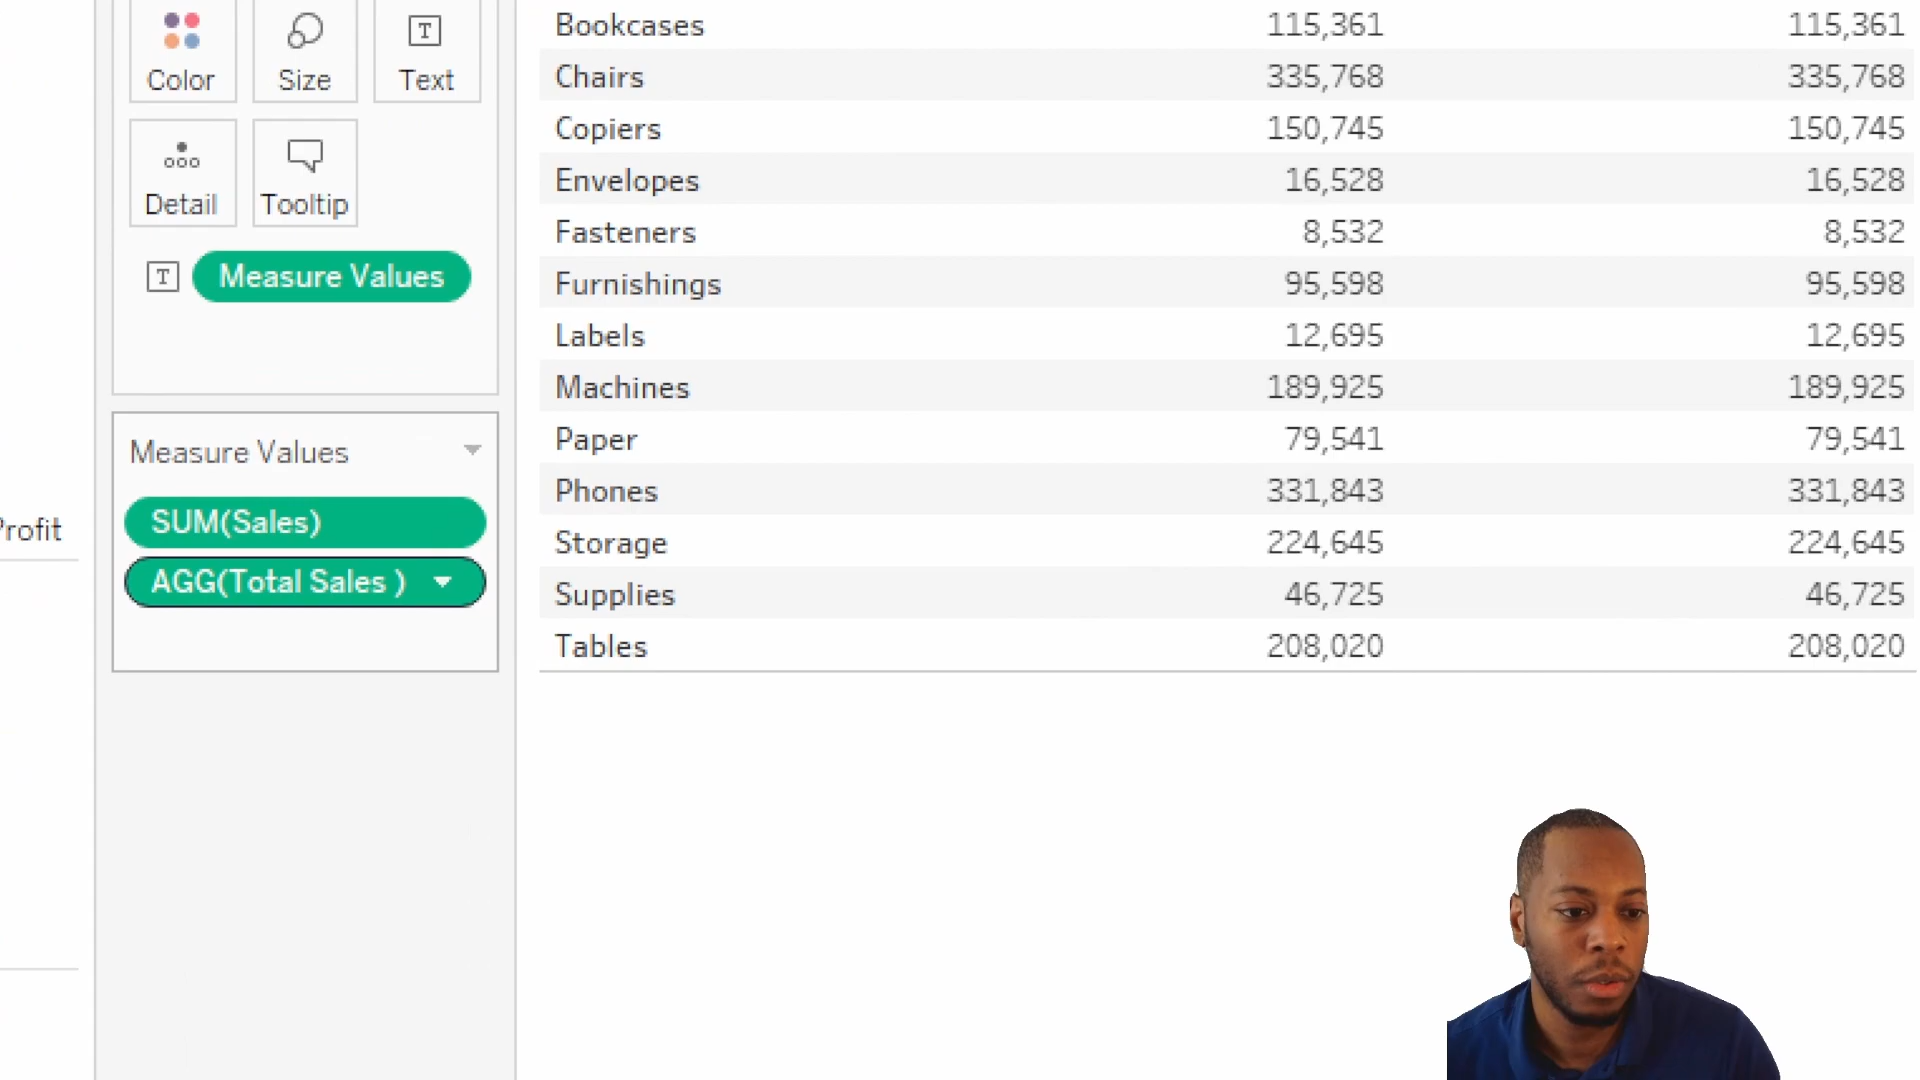 Color Size Text
Detail Tooltip
T Measure Values
Measure Values
SUM(Sales)
AGG(Total Sales )
Profit
Bookcases 115,361 115,361
Chairs 335,768 335,768
Copiers 150,745 150,745
Envelopes 16,528 16,528
Fasteners 8,532 8,532
Furnishings 95,598 95,598
Labels 12,695 12,695
Machines 189,925 189,925
Paper 79,541 79,541
Phones 331,843 331,843
Storage 224,645 224,645
Supplies 46,725 46,725
Tables 208,020 208,020